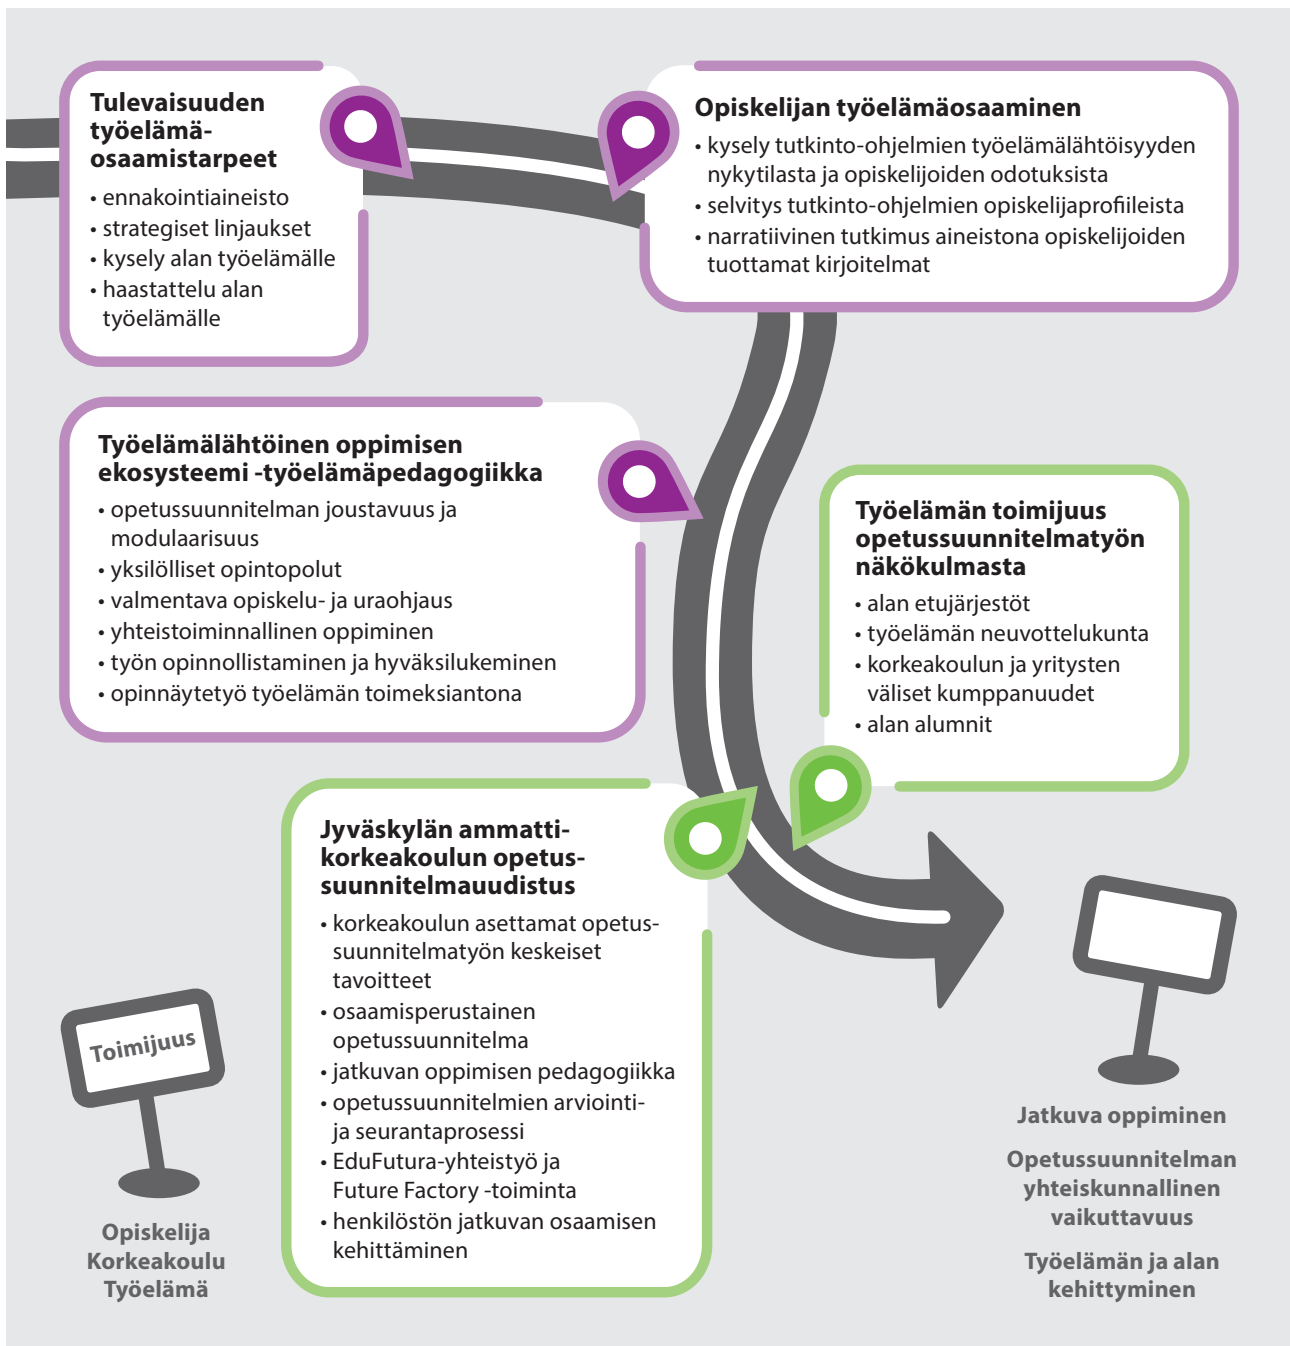 Tulevaisuuden
työelämä-
osaamistarpeet
• ennakointiaineisto
• strategiset linjaukset
• kysely alan työelämälle
• haastattelu alan
työelämälle
Opiskelijan työelämäosaaminen
• kysely tutkinto-ohjelmien työelämälähtöisyyden
nykytilasta ja opiskelijoiden odotuksista
• selvitys tutkinto-ohjelmien opiskelijaprofiileista
• narratiivinen tutkimus aineistona opiskelijoiden
tuottamat kirjoitelmat
Työelämälähtöinen oppimisen
ekosysteemi -työelämäpedagogiikka
• opetussuunnitelman joustavuus ja
modulaarisuus
• yksilölliset opintopolut
• valmentava opiskelu- ja uraohjaus
• yhteistoiminnallinen oppiminen
• työn opinnollistaminen ja hyväksilukeminen
• opinnäytetyö työelämän toimeksiantona
Työelämän toimijuus
opetussuunnitelmatyön
näkökulmasta
• alan etujärjestöt
• työelämän neuvottelukunta
• korkeakoulun ja yritysten
väliset kumppanuudet
• alan alumnit
Jyväskylän ammatti-
korkeakoulun opetus-
suunnitelmauudistus
• korkeakoulun asettamat opetus-
suunnitelmatyön keskeiset
tavoitteet
• osaamisperustainen
opetussuunnitelma
• jatkuvan oppimisen pedagogiikka
• opetussuunnitelmien arviointi-
ja seurantaprosessi
• EduFutura-yhteistyö ja
Future Factory -toiminta
• henkilöstön jatkuvan osaamisen
kehittäminen
Toimijuus
Opiskelija
Korkeakoulu
Työelämä
Jatkuva oppiminen
Opetussuunnitelman
yhteiskunnallinen
vaikuttavuus
Työelämän ja alan
kehittyminen